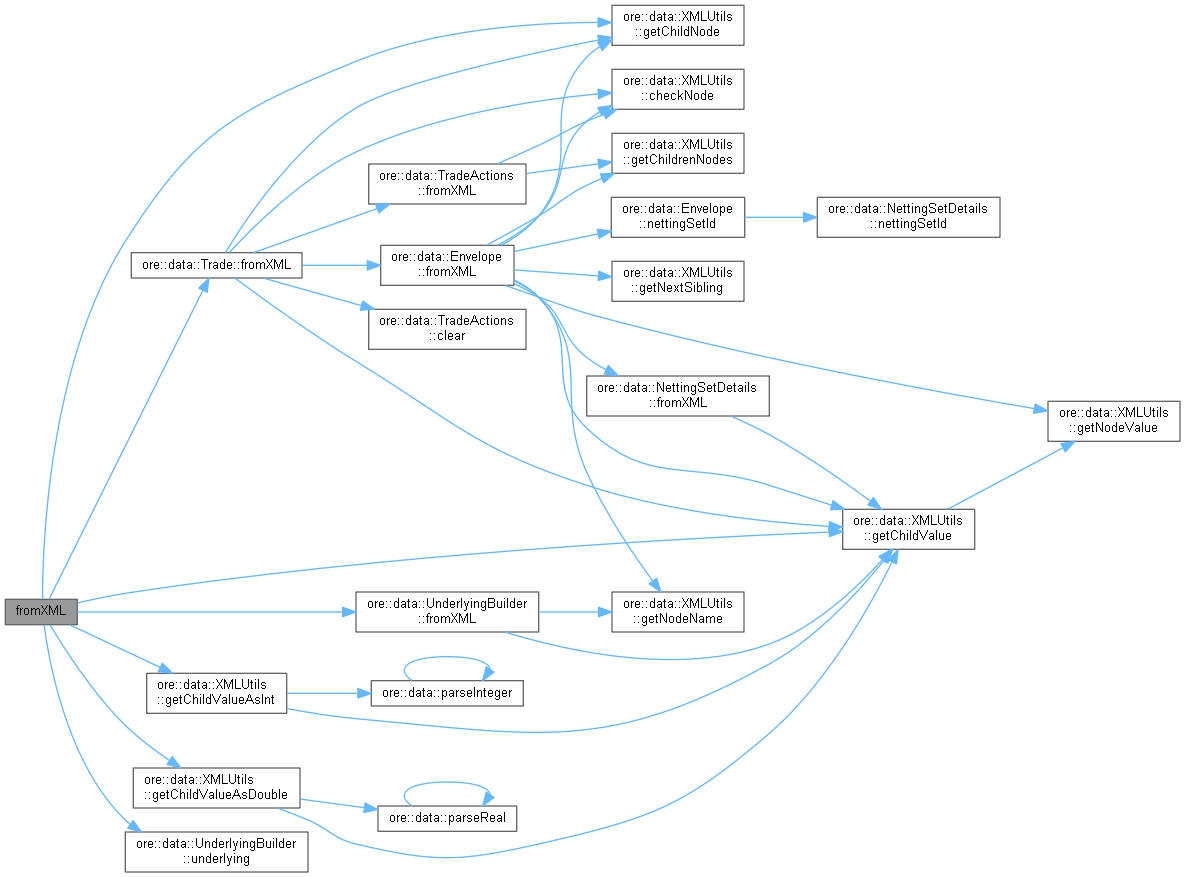 ore::data::XMLUtils
::getChildNode
ore::data::XMLUtils
::checkNode
ore::data::XMLUtils
::getChildrenNodes
ore::data::TradeActions
::fromXML
ore::data::Envelope
::nettingSetId
ore::data::NettingSetDetails
::nettingSetId
ore::data::Trade::fromXML
ore::data::Envelope
::fromXML
ore::data::XMLUtils
::getNextSibling
ore::data::TradeActions
::clear
ore::data::NettingSetDetails
::fromXML
ore::data::XMLUtils
::getNodeValue
ore::data::XMLUtils
::getChildValue
fromXML
ore::data::UnderlyingBuilder
::fromXML
ore::data::XMLUtils
::getNodeName
ore::data::XMLUtils
::getChildValueAsInt
ore::data::parseInteger
ore::data::XMLUtils
::getChildValueAsDouble
ore::data::parseReal
ore::data::UnderlyingBuilder
::underlying